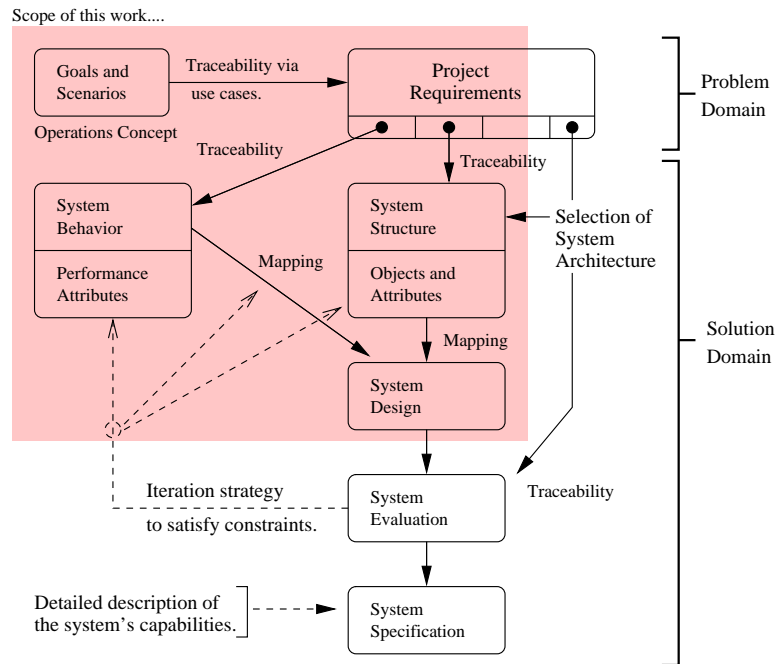 Scope of this work....
Goals and
Scenarios
Traceability via
use cases.
Project
Requirements
Problem
Domain
Operations Concept
Traceability
Traceability
System
Behavior
Performance
Attributes
Mapping
System
Structure
Objects and
Attributes
Selection of
System
Architecture
Mapping
Solution
Domain
System
Design
Iteration strategy
to satisfy constraints.
System
Evaluation
Traceability
Detailed description of
the system's capabilities.
System
Specification